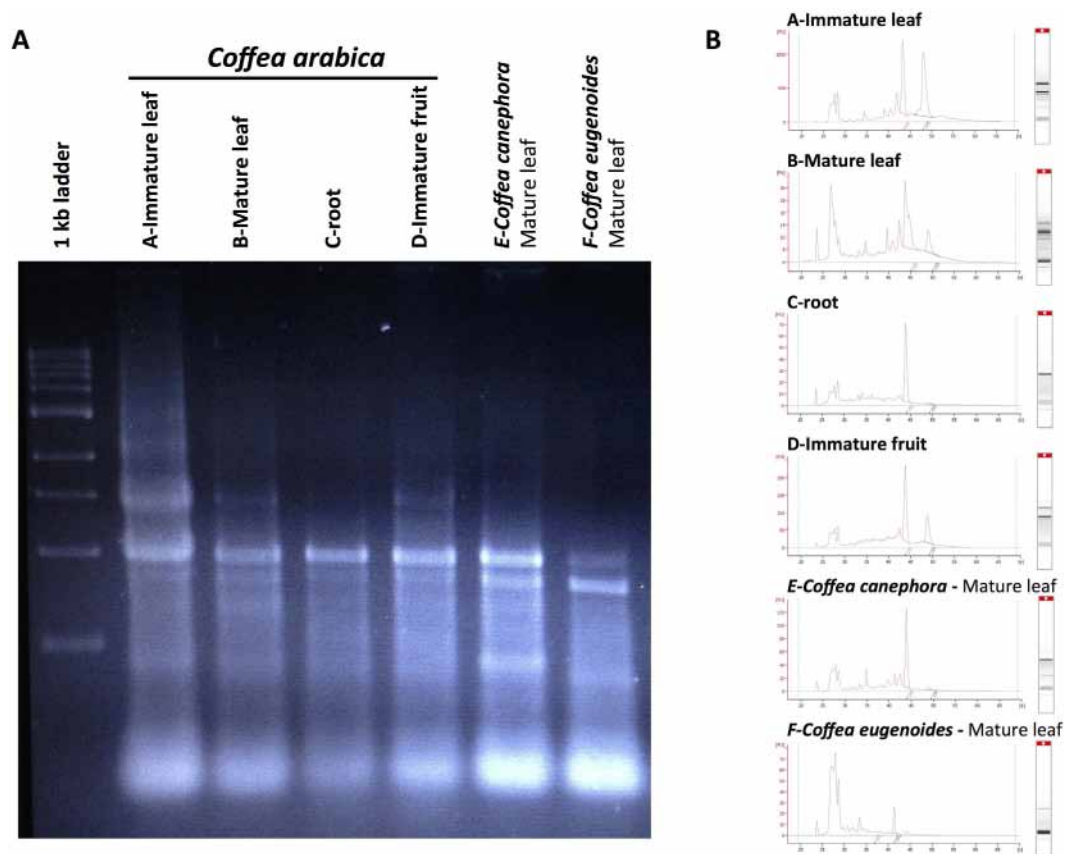 A
Coffea arabica
1 kb ladder
A-Immature leaf
B-Mature leaf
C-root
D-Immature fruit
E-Coffea canephora
Mature leaf
F-Coffea eugenoides
Mature leaf
B
A-Immature leaf
B-Mature leaf
C-root
D-Immature fruit
E-Coffea canephora - Mature leaf
F-Coffea eugenoides - Mature leaf